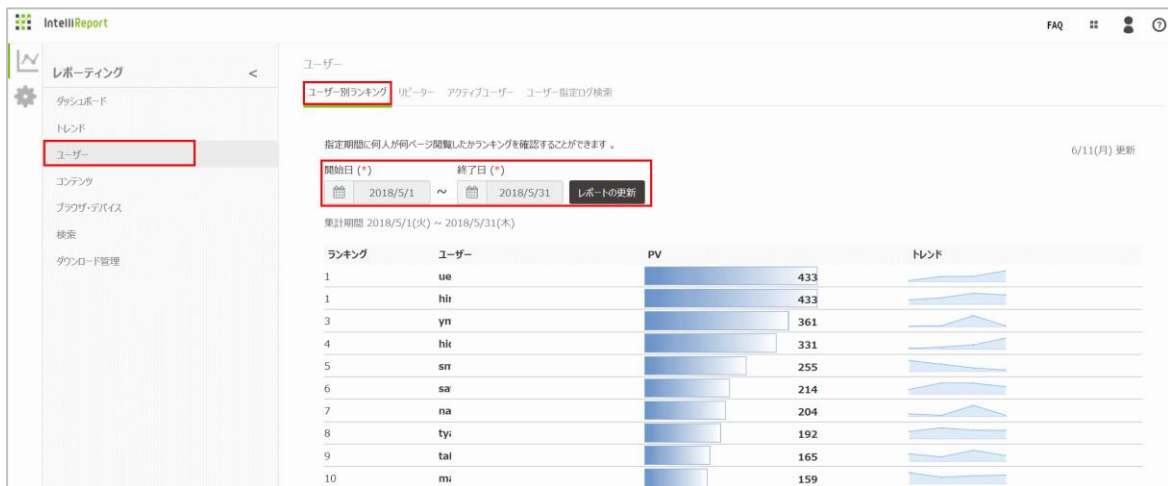 IntelliReport
FAQ
レポーティング <
ダッシュボード
トレンド
ユーザー
コンテンツ
ブラウザ・デバイス
検索
ダウンロード管理
ユーザー
ユーザー別ランキング リピーター アクティブユーザー ユーザー指定ログ検索
指定期間に何人が何ページ閲覧したかランキングを確認することができます 。
6/11(月) 更新
開始日 (*) 終了日 (*)
2018/5/1 ~ 2018/5/31 レポートの更新
集計期間 2018/5/1(火) ~ 2018/5/31(木)
ランキング ユーザー PV トレンド
1 ue 433
1 hir 433
3 ym 361
4 hid 331
5 sm 255
6 sa 214
7 na 204
8 tya 192
9 tal 165
10 ma 159